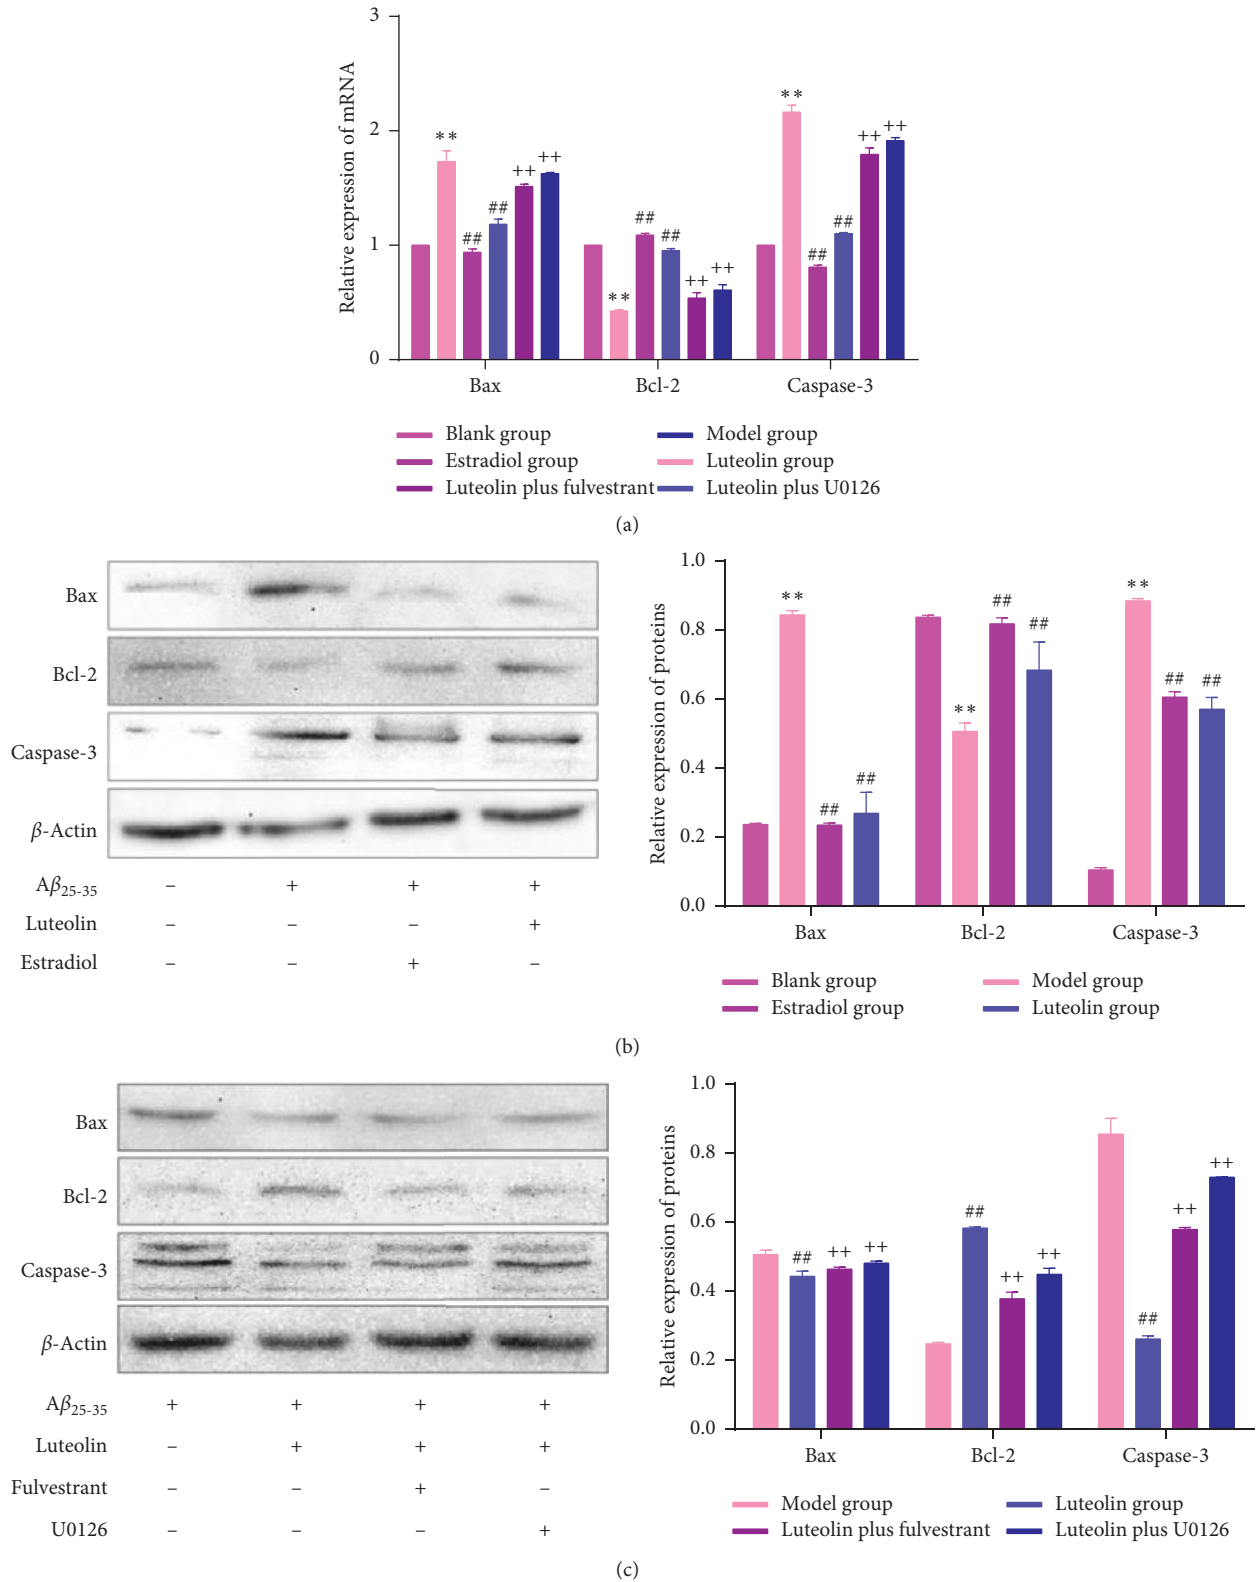 3
2
1
0
Relative expression of mRNA
**
##
##
++
++
**
##
##
++
++
**
##
##
++
++
Bax Bcl-2 Caspase-3
Blank group Model group
Estradiol group Luteolin group
Luteolin plus fulvestrant Luteolin plus U0126
(a)
Bax
Bcl-2
Caspase-3
β-Actin
Aβ25-35 – + + +
Luteolin – – – +
Estradiol – – + –
1.0
0.8
0.6
0.4
0.2
0.0
Relative expression of proteins
**
##
##
**
##
##
**
##
##
Bax Bcl-2 Caspase-3
Blank group Model group
Estradiol group Luteolin group
(b)
Bax
Bcl-2
Caspase-3
β-Actin
Aβ25-35 + + + +
Luteolin – + + +
Fulvestrant – – + –
U0126 – – – +
1.0
0.8
0.6
0.4
0.2
0.0
Relative expression of proteins
##
++
++
##
++
++
##
++
++
Bax Bcl-2 Caspase-3
Model group Luteolin group
Luteolin plus fulvestrant Luteolin plus U0126
(c)